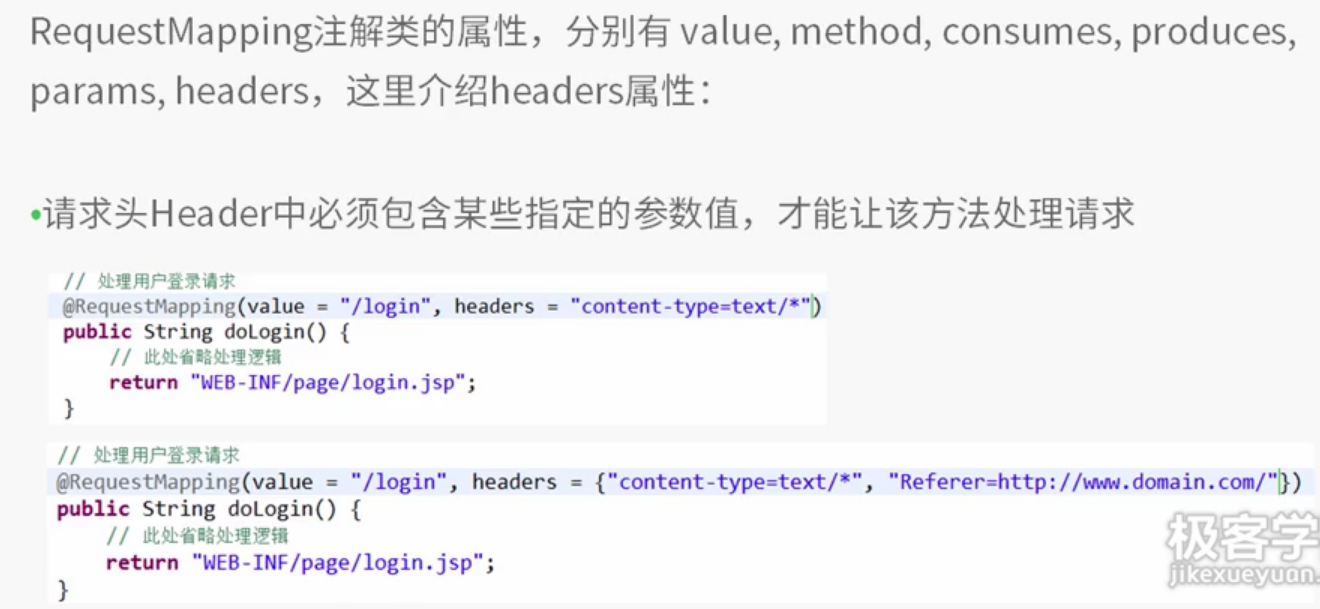 RequestMapping注解类的属性，分别有 value, method, consumes, produces,
params, headers，这里介绍headers属性：
•请求头Header中必须包含某些指定的参数值，才能让该方法处理请求
// 处理用户登录请求
@RequestMapping(value = "/login", headers = "content-type=text/*")
public String doLogin() {
// 此处省略处理逻辑
return "WEB-INF/page/login.jsp";
}
// 处理用户登录请求
@RequestMapping(value = "/login", headers = {"content-type=text/*", "Referer=http://www.domain.com/"})
public String doLogin() {
// 此处省略处理逻辑
return "WEB-INF/page/login.jsp";
}
极客学
jikexueyuan.